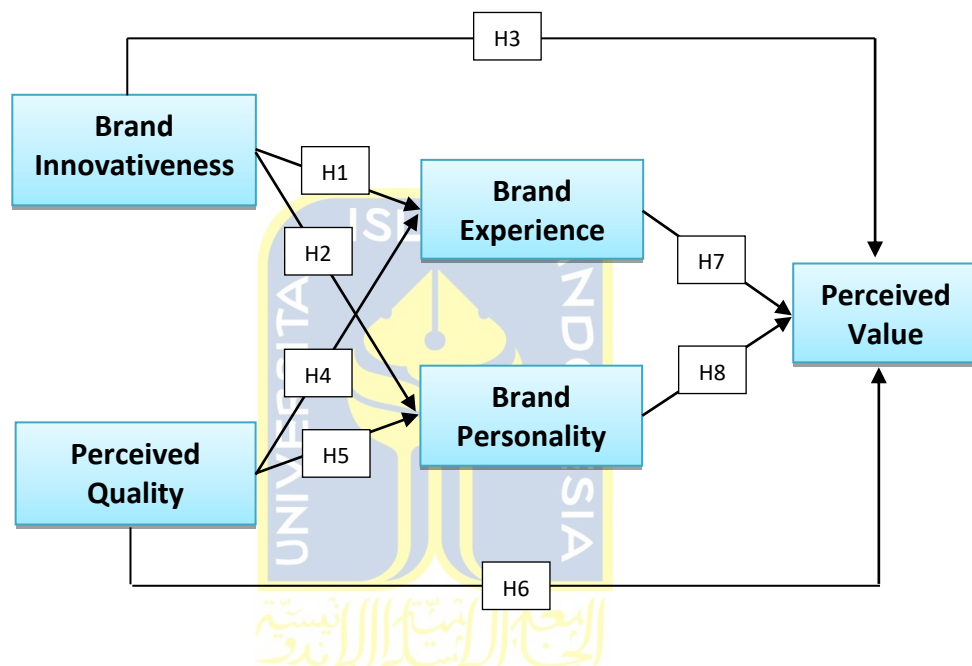 H3
Brand
Innovativeness
H1
Brand
Experience
H2
H7
Perceived
Value
H4
H8
Brand
Personality
Perceived
Quality
H5
H6